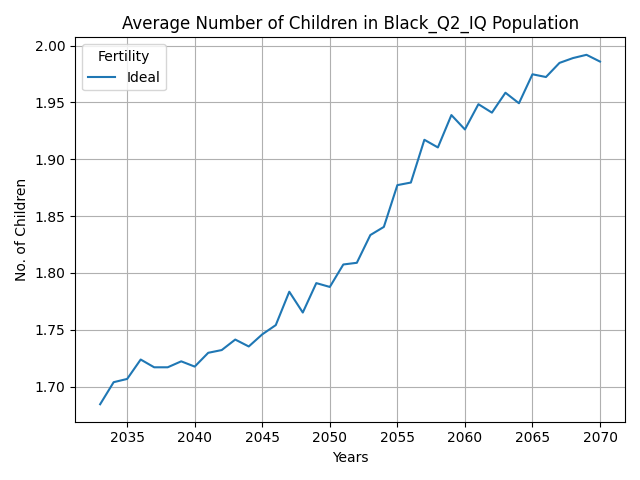 Average Number of Children in Black_Q2_IQ Population
Fertility
Ideal
No. of Children
2.00
1.95
1.90
1.85
1.80
1.75
1.70
2035 2040 2045 2050 2055 2060 2065 2070
Years